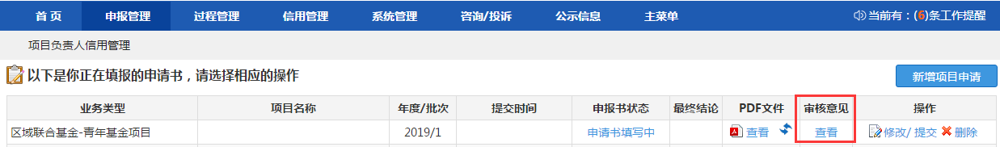 首 页 申报管理 过程管理 信用管理 系统管理 咨询/投诉 公示信息 主菜单 当前有：(6)条工作提醒
项目负责人信用管理
以下是你正在填报的申请书，请选择相应的操作 新增项目申请
业务类型 项目名称 年度/批次 提交时间 申报书状态 最终结论 PDF文件 审核意见 操作
区域联合基金-青年基金项目 2019/1 申请书填写中 查看 查看 修改/ 提交 删除